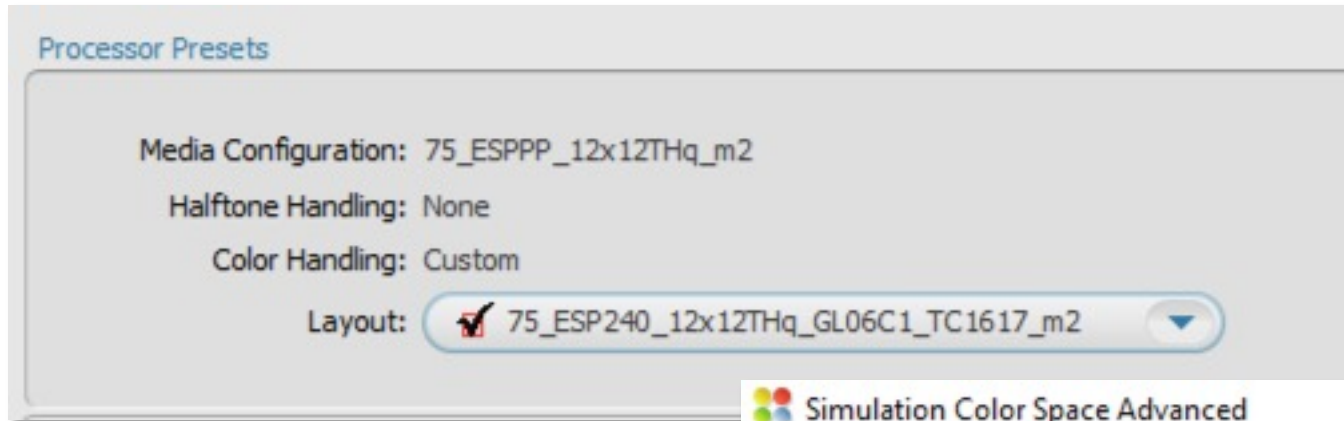 Processor Presets
Media Configuration: 75_ESPPP_12x12THq_m2
Halftone Handling: None
Color Handling: Custom
Layout: 75_ESP240_12x12THq_GL06C1_TC1617_m2
Simulation Color Space Advanced